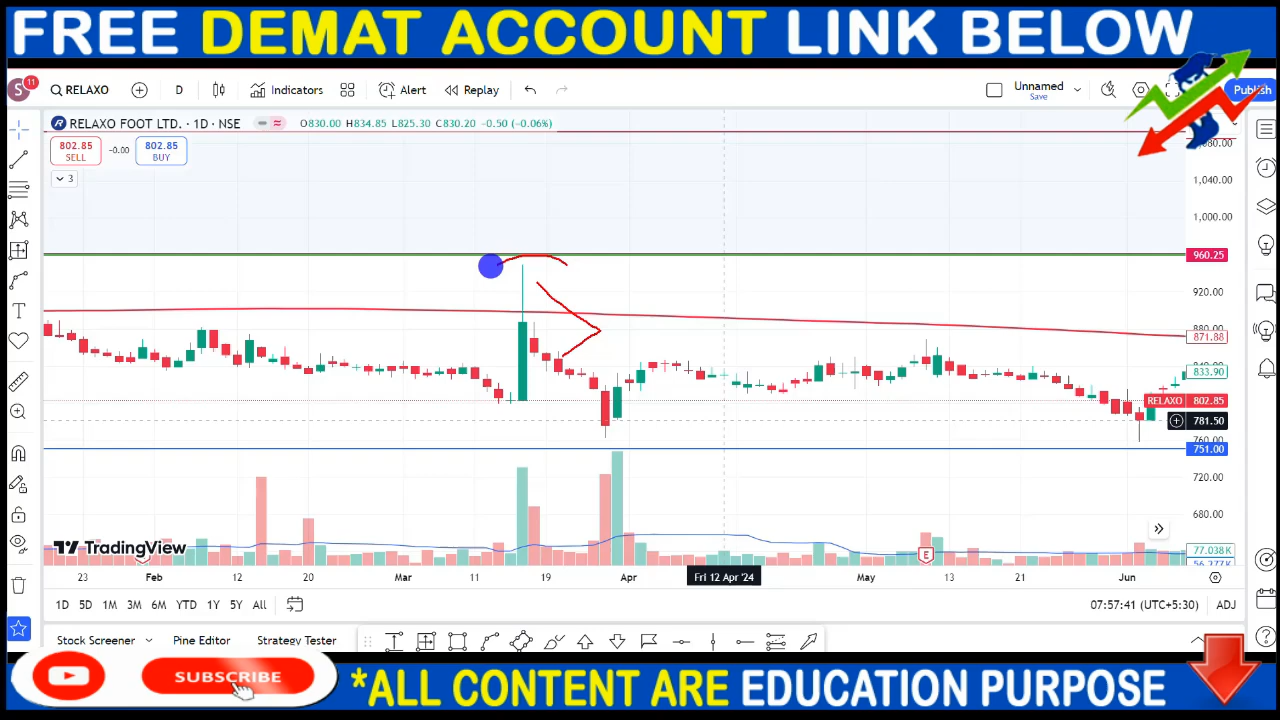 FREE DEMAT ACCOUNT LINK BELOW
S 11 RELAXO D Indicators Alert Replay Unnamed Save Publish
RELAXO FOOT LTD. · 1D · NSE O830.00 H834.85 L825.30 C830.20 -0.50 (-0.06%)
802.85 SELL -0.00 802.85 BUY
3
1,040.00
1,000.00
960.25
920.00
871.88
833.90
RELAXO 802.85
781.50
760.00
751.00
720.00
680.00
TradingView
E
77.038K
23 Feb 12 20 Mar 11 19 Apr Fri 12 Apr '24 May 13 21 Jun
1D 5D 1M 3M 6M YTD 1Y 5Y All 07:57:41 (UTC+5:30) ADJ
Stock Screener Pine Editor Strategy Tester
SUBSCRIBE
*ALL CONTENT ARE EDUCATION PURPOSE